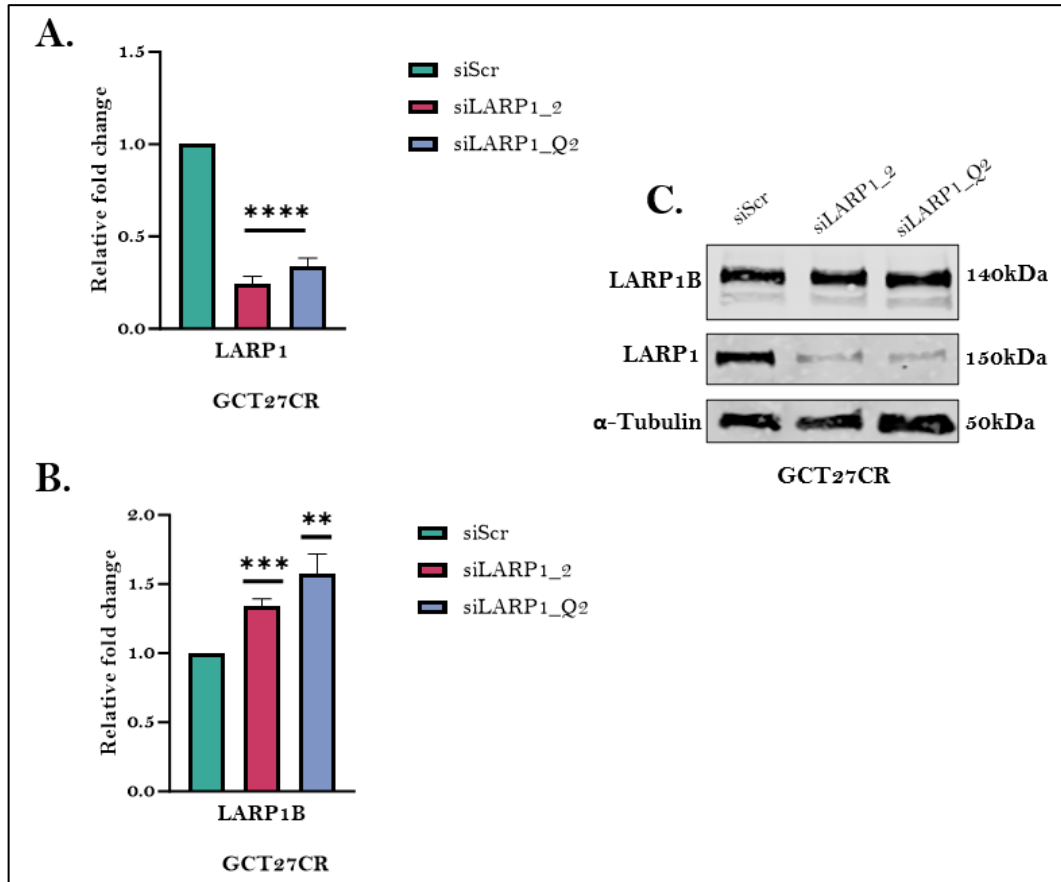 A.
1.5
1.0
0.5
0.0
Relative fold change
****
LARP1
GCT27CR
siScr
siLARP1_2
siLARP1_Q2
B.
2.0
1.5
1.0
0.5
0.0
Relative fold change
***
**
LARP1B
GCT27CR
siScr
siLARP1_2
siLARP1_Q2
C.
siScr
siLARP1_2
siLARP1_Q2
LARP1B
140kDa
LARP1
150kDa
α-Tubulin
50kDa
GCT27CR